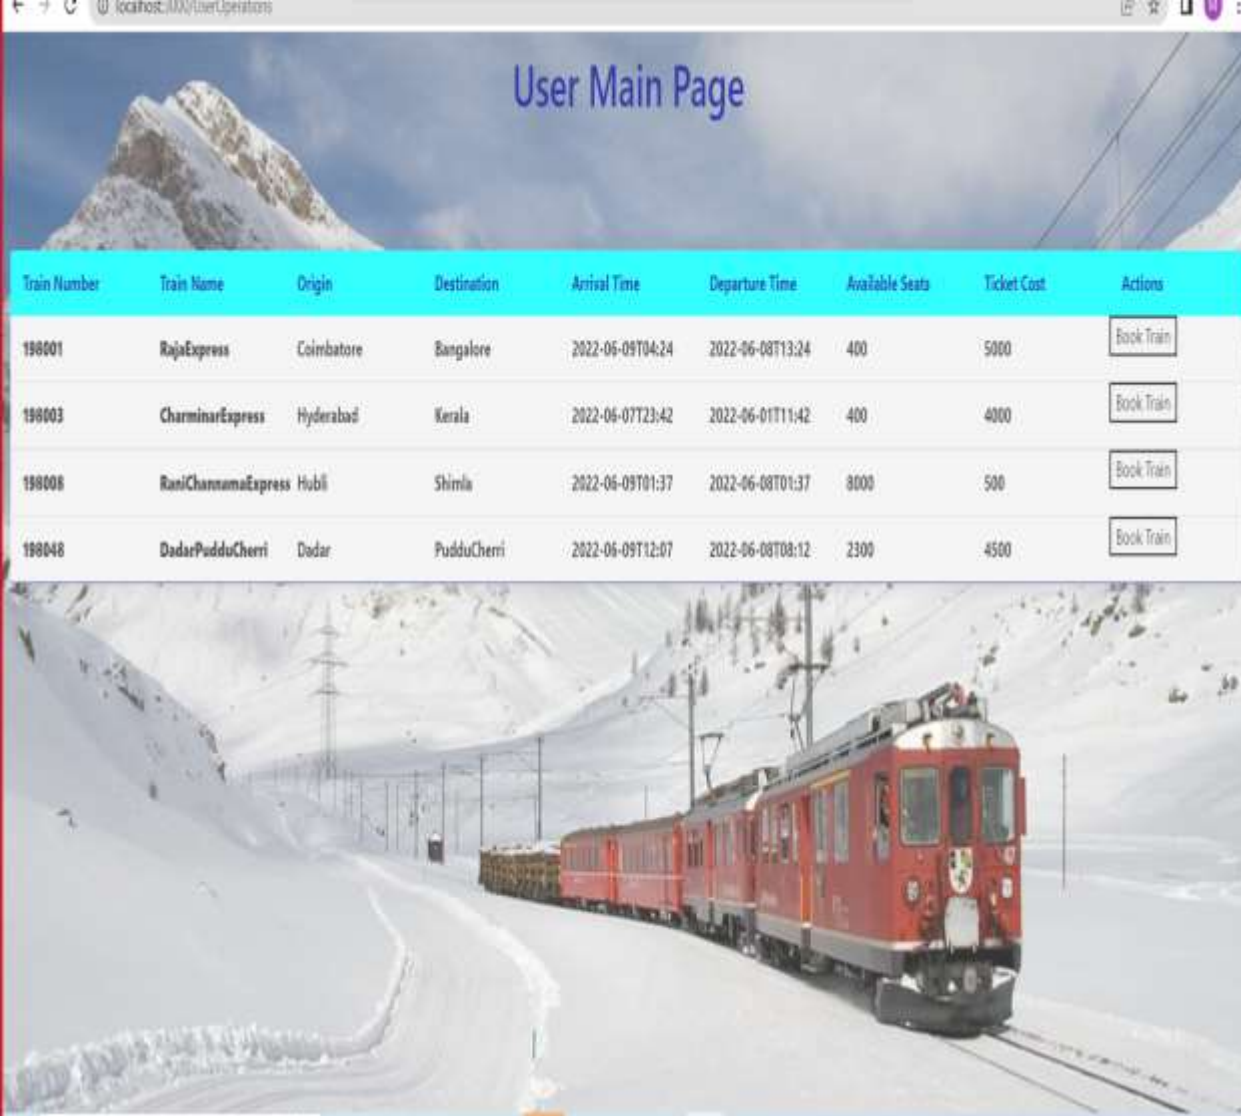 localhost:3000/UserOperations
User Main Page
Train Number Train Name Origin Destination Arrival Time Departure Time Available Seats Ticket Cost Actions
198001 RajaExpress Coimbatore Bangalore 2022-06-09T04:24 2022-06-08T13:24 400 5000 Book Train
198003 CharminarExpress Hyderabad Kerala 2022-06-07T23:42 2022-06-01T11:42 400 4000 Book Train
198008 RaniChannamaExpress Hubli Shimla 2022-06-09T01:37 2022-06-08T01:37 8000 500 Book Train
198048 DadarPudduCherri Dadar PudduCherri 2022-06-09T12:07 2022-06-08T08:12 2300 4500 Book Train